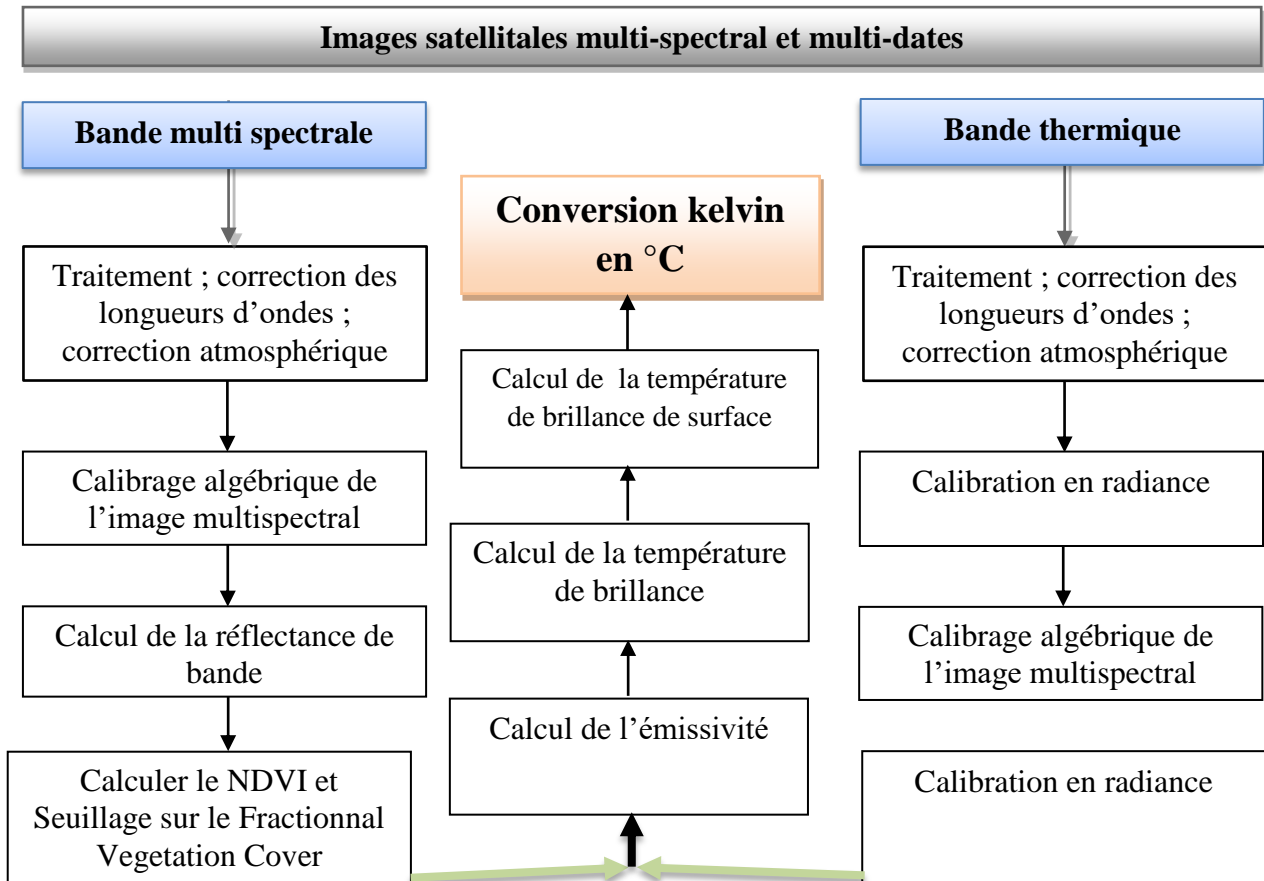 Images satellitales multi-spectral et multi-dates
Bande multi spectrale
Traitement ; correction des
longueurs d’ondes ;
correction atmosphérique
Calibrage algébrique de
l’image multispectral
Calcul de la réflectance de
bande
Calculer le NDVI et
Seuillage sur le Fractionnal
Vegetation Cover
Conversion kelvin
en °C
Calcul de la température
de brillance de surface
Calcul de la température
de brillance
Calcul de l’émissivité
Bande thermique
Traitement ; correction des
longueurs d’ondes ;
correction atmosphérique
Calibration en radiance
Calibrage algébrique de
l’image multispectral
Calibration en radiance